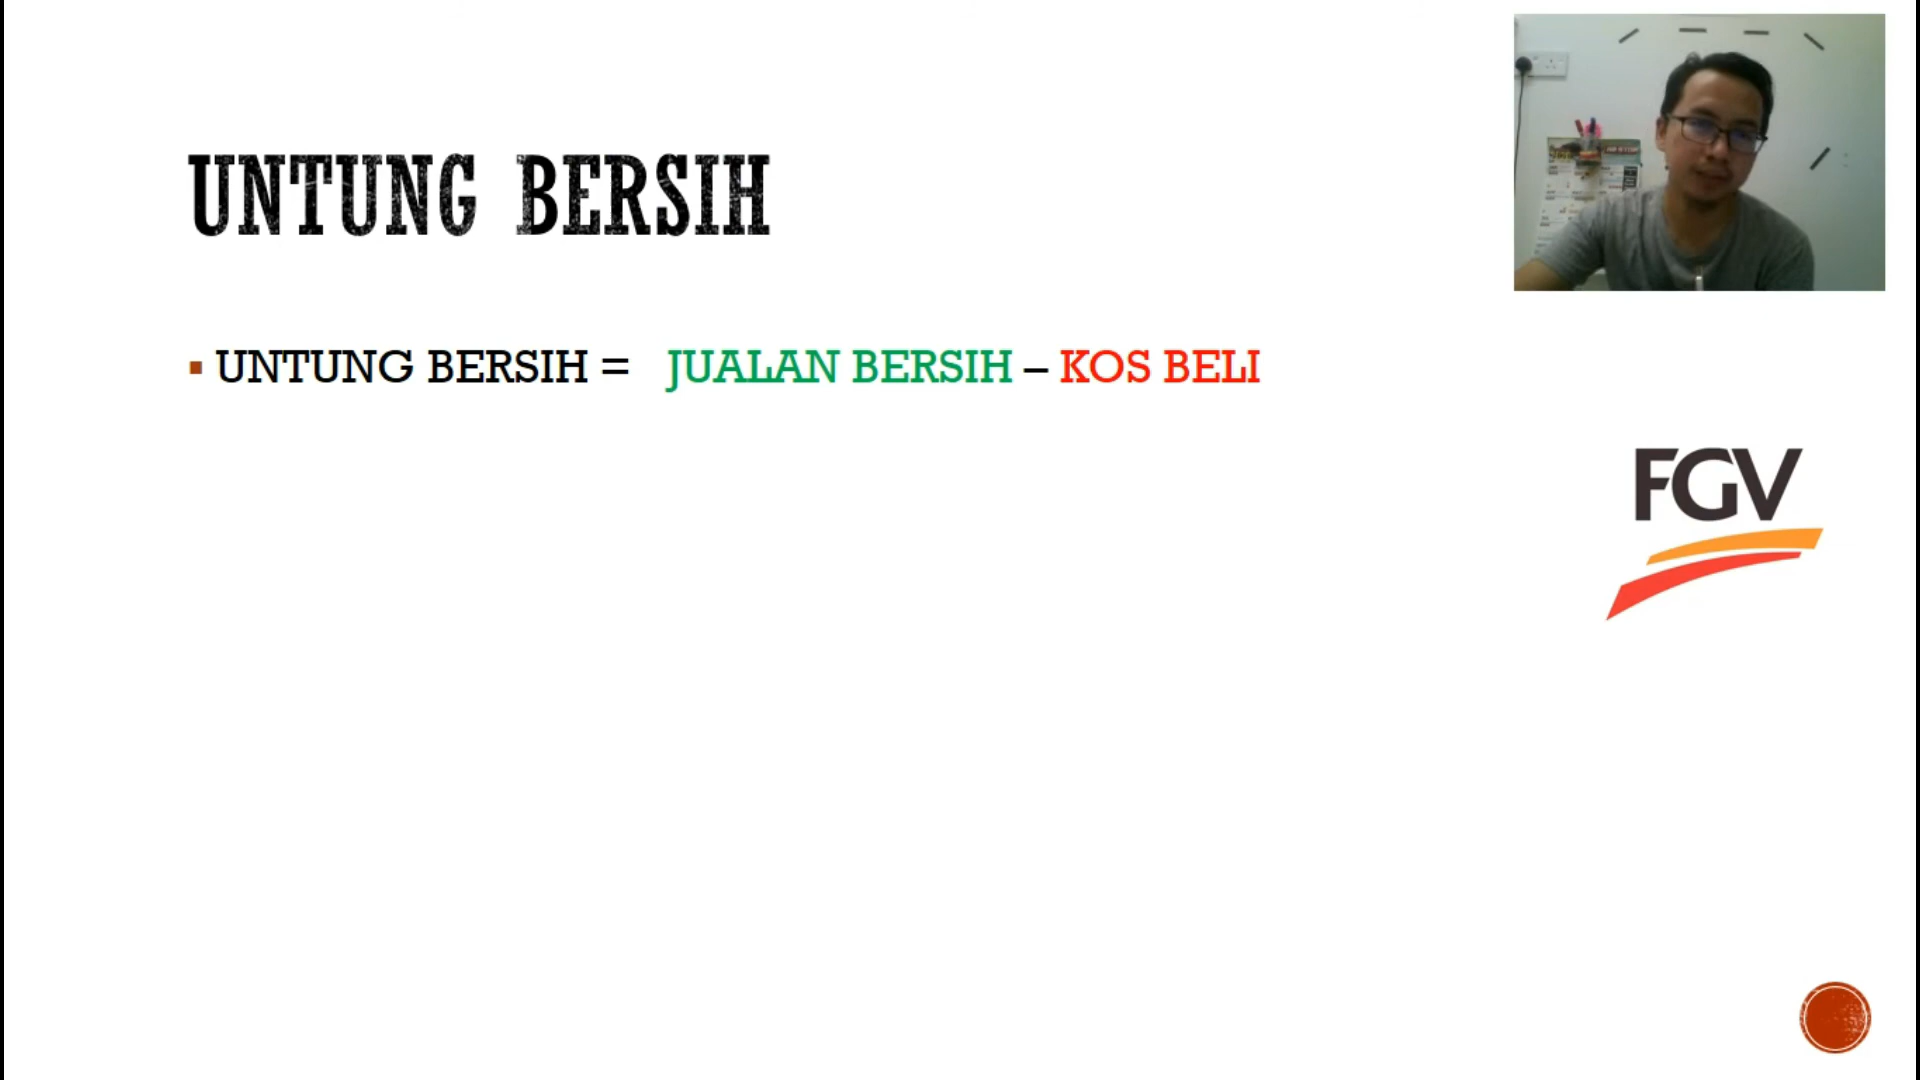 UNTUNG BERSIH
UNTUNG BERSIH = JUALAN BERSIH – KOS BELI
FGV